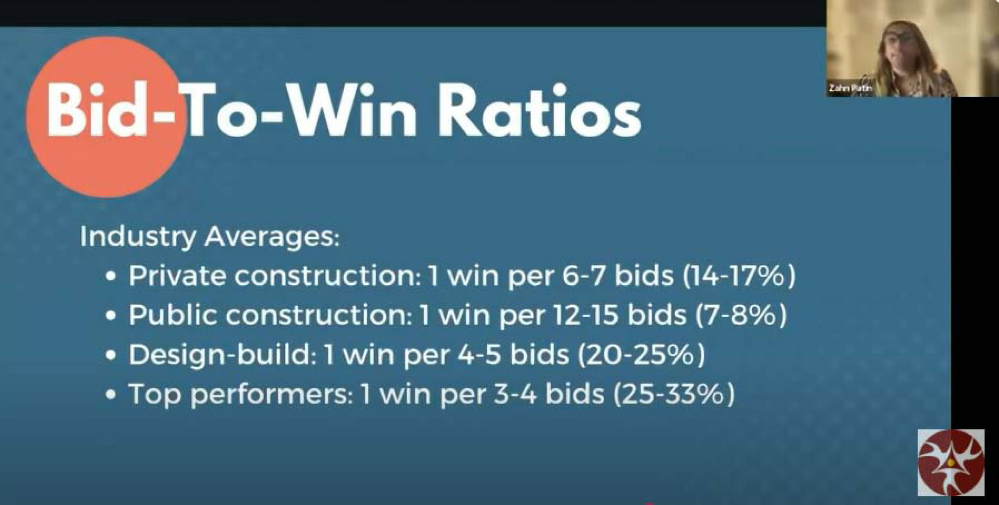 Zahn Patin
Bid-To-Win Ratios
Industry Averages:
• Private construction: 1 win per 6-7 bids (14-17%)
• Public construction: 1 win per 12-15 bids (7-8%)
• Design-build: 1 win per 4-5 bids (20-25%)
• Top performers: 1 win per 3-4 bids (25-33%)